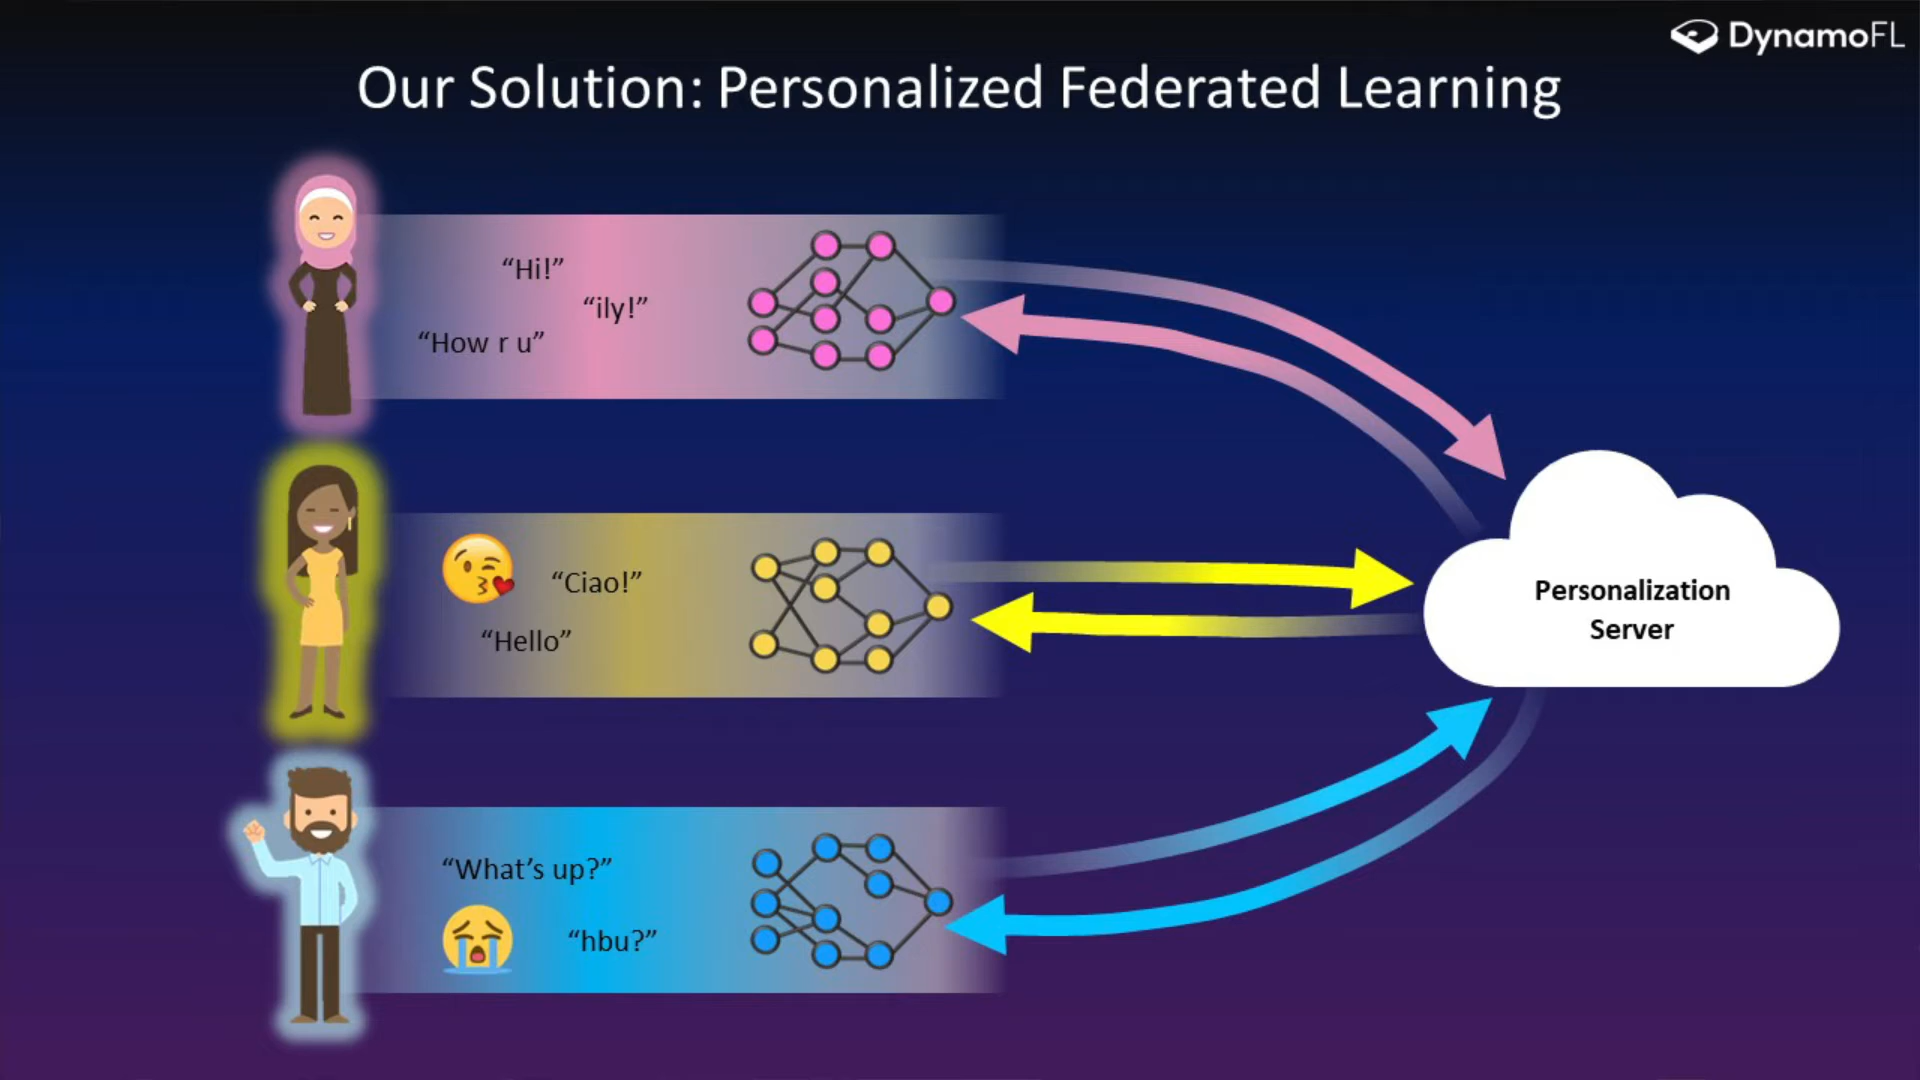 DynamoFL
Our Solution: Personalized Federated Learning
“Hi!”
“ily!”
“How r u”
“Ciao!”
“Hello”
Personalization
Server
“What’s up?”
“hbu?”